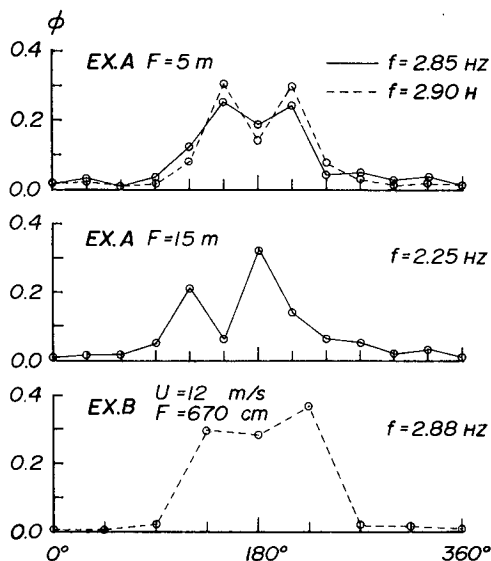 ϕ
0.4
EX.A F=5 m
f=2.85 HZ
f=2.90 H
0.2
0.0
EX.A F=15 m
f=2.25 HZ
0.2
0.0
0.4
EX.B U=12 m/s
F=670 cm
f=2.88 HZ
0.2
0.0
0° 180° 360°